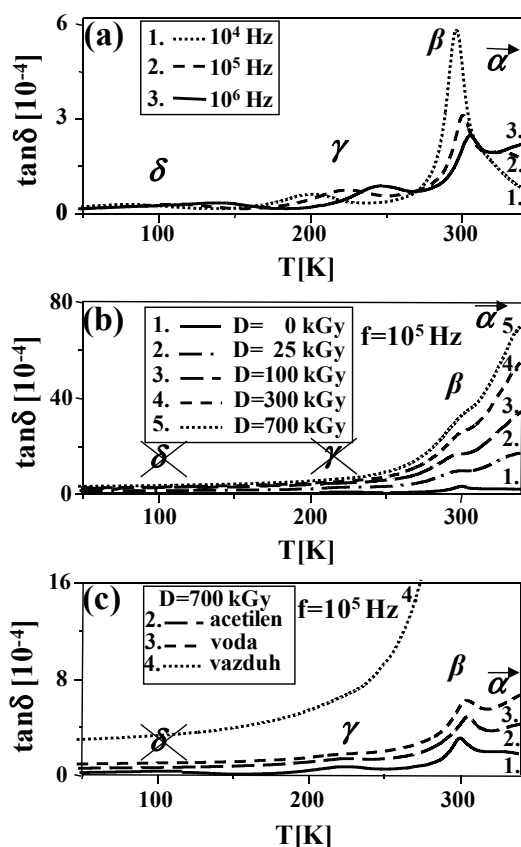 (a)
1. 10⁴ Hz
2. 10⁵ Hz
3. 10⁶ Hz
β
α
δ
γ
3.
2.
1.
tanδ [10⁻⁴]
6
3
0
100
200
300
T[K]
(b)
1. D= 0 kGy
2. D= 25 kGy
3. D=100 kGy
4. D=300 kGy
5. D=700 kGy
f=10⁵ Hz
α
β
δ
γ
5.
4.
3.
2.
1.
tanδ [10⁻⁴]
80
40
0
100
200
300
T[K]
(c)
D=700 kGy
2. acetilen
3. voda
4. vazduh
f=10⁵ Hz
4.
β
α
δ
γ
3.
2.
1.
tanδ [10⁻⁴]
16
8
0
100
200
300
T[K]